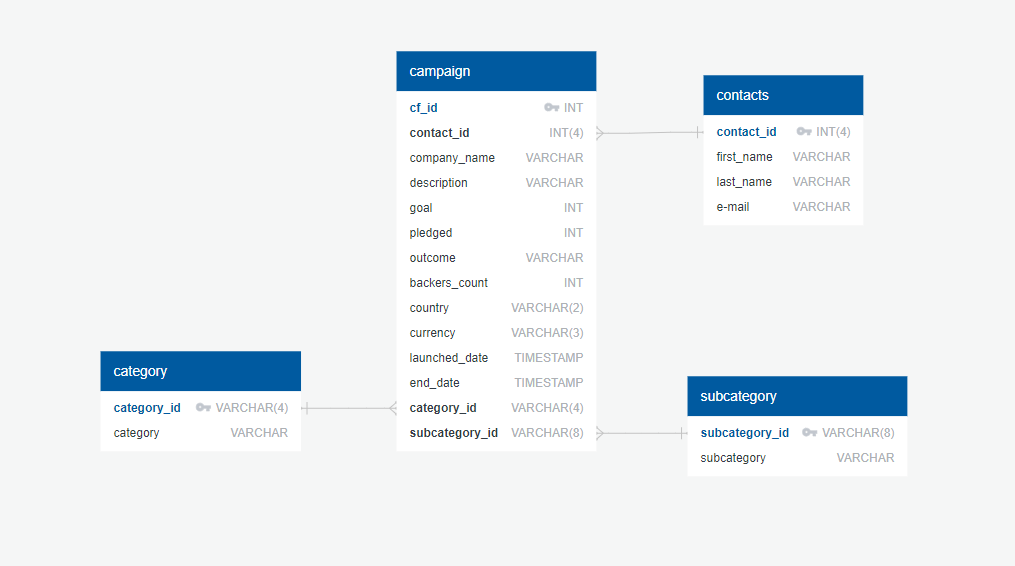 campaign
cf_id INT
contact_id INT(4)
company_name VARCHAR
description VARCHAR
goal INT
pledged INT
outcome VARCHAR
backers_count INT
country VARCHAR(2)
currency VARCHAR(3)
launched_date TIMESTAMP
end_date TIMESTAMP
category_id VARCHAR(4)
subcategory_id VARCHAR(8)
contacts
contact_id INT(4)
first_name VARCHAR
last_name VARCHAR
e-mail VARCHAR
category
category_id VARCHAR(4)
category VARCHAR
subcategory
subcategory_id VARCHAR(8)
subcategory VARCHAR